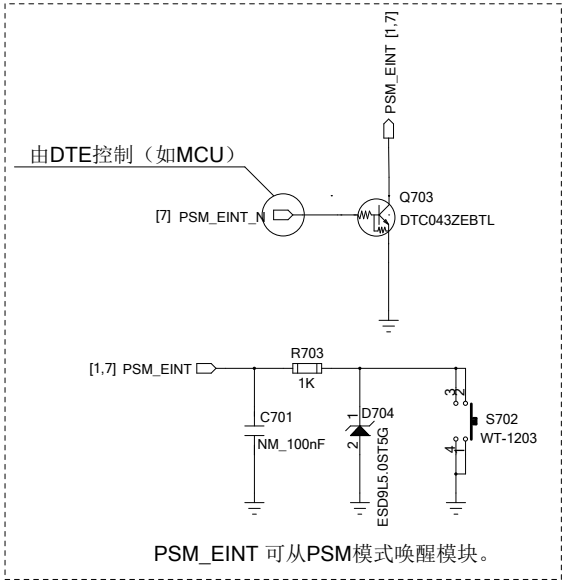 PSM_EINT [1,7]
由DTE控制（如MCU）
Q703
[7] PSM_EINT_N
DTC043ZEBTL
[1,7] PSM_EINT
R703
1K
C701
NM_100nF
1
D704
2
ESD9L5.0ST5G
3
2
S702
WT-1203
4
1
PSM_EINT 可从PSM模式唤醒模块。